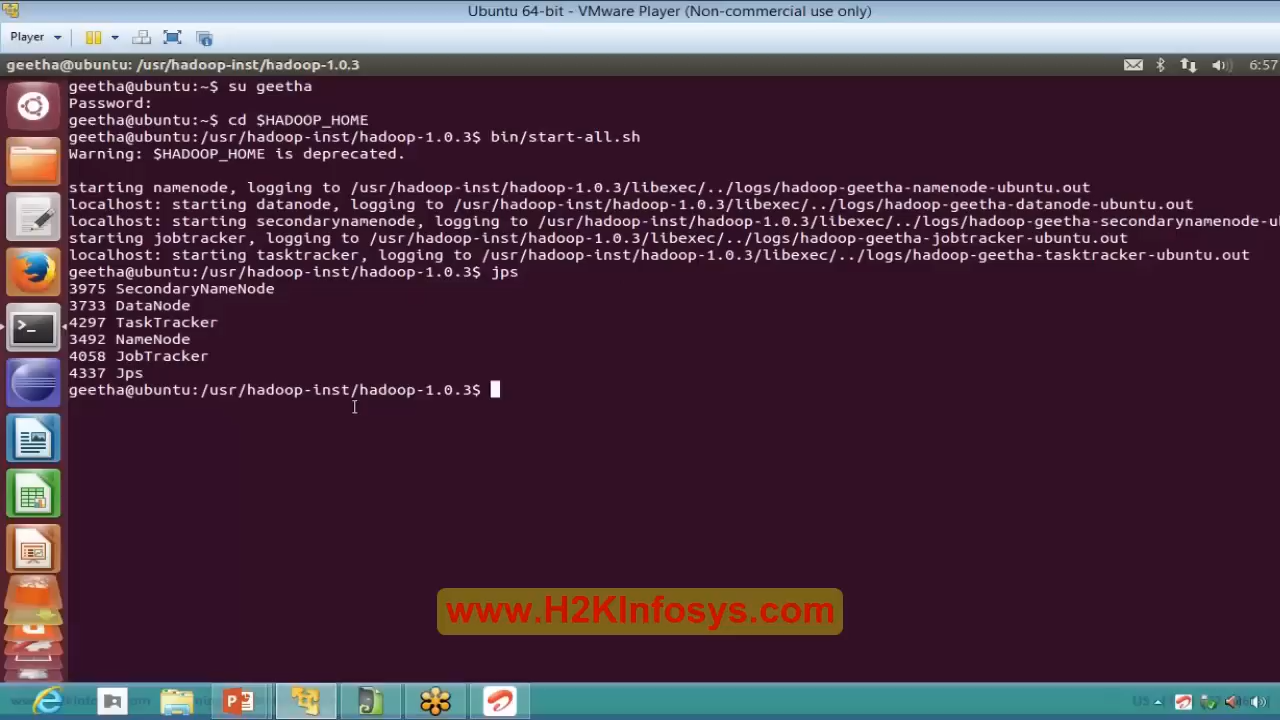 Ubuntu 64-bit - VMware Player (Non-commercial use only)
Player
geetha@ubuntu: /usr/hadoop-inst/hadoop-1.0.3
6:57
geetha@ubuntu:~$ su geetha
Password:
geetha@ubuntu:~$ cd $HADOOP_HOME
geetha@ubuntu:/usr/hadoop-inst/hadoop-1.0.3$ bin/start-all.sh
Warning: $HADOOP_HOME is deprecated.
starting namenode, logging to /usr/hadoop-inst/hadoop-1.0.3/libexec/../logs/hadoop-geetha-namenode-ubuntu.out
localhost: starting datanode, logging to /usr/hadoop-inst/hadoop-1.0.3/libexec/../logs/hadoop-geetha-datanode-ubuntu.out
localhost: starting secondarynamenode, logging to /usr/hadoop-inst/hadoop-1.0.3/libexec/../logs/hadoop-geetha-secondarynamenode-ub
starting jobtracker, logging to /usr/hadoop-inst/hadoop-1.0.3/libexec/../logs/hadoop-geetha-jobtracker-ubuntu.out
localhost: starting tasktracker, logging to /usr/hadoop-inst/hadoop-1.0.3/libexec/../logs/hadoop-geetha-tasktracker-ubuntu.out
geetha@ubuntu:/usr/hadoop-inst/hadoop-1.0.3$ jps
3975 SecondaryNameNode
3733 DataNode
4297 TaskTracker
3492 NameNode
4058 JobTracker
4337 Jps
geetha@ubuntu:/usr/hadoop-inst/hadoop-1.0.3$
www.H2KInfosys.com